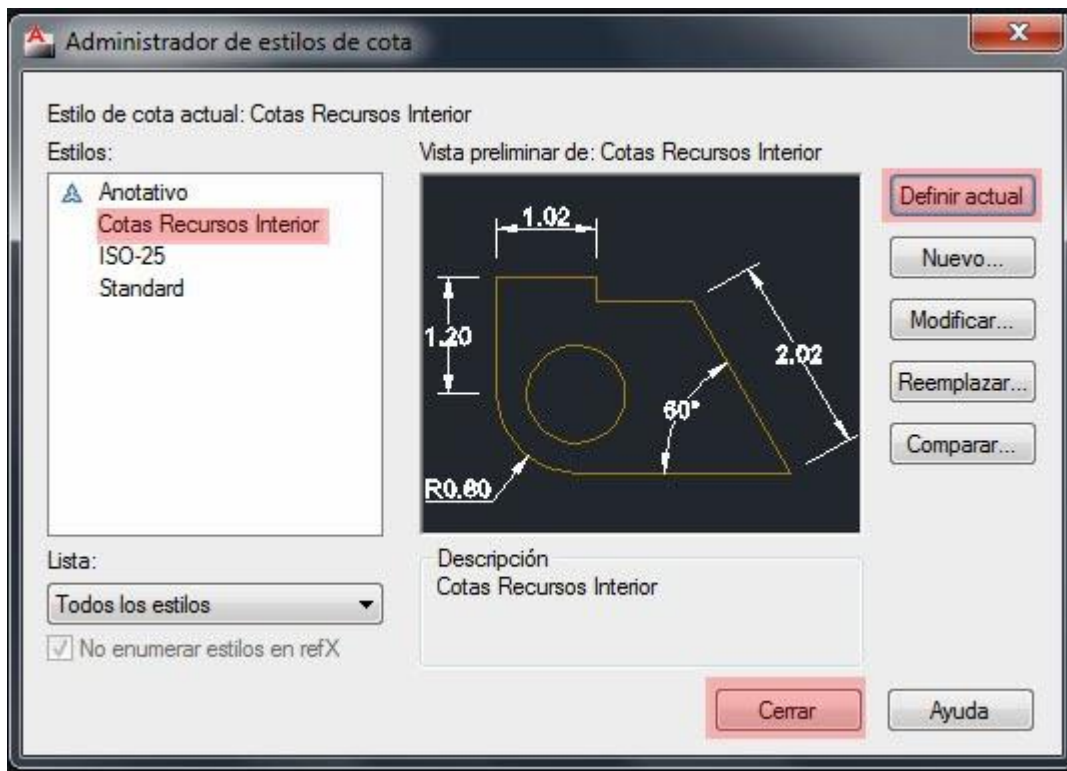 Administrador de estilos de cota
Estilo de cota actual: Cotas Recursos Interior
Estilos:
Anotativo
Cotas Recursos Interior
ISO-25
Standard
Vista preliminar de: Cotas Recursos Interior
1.02
1.20
2.02
60°
R0.80
Definir actual
Nuevo...
Modificar...
Reemplazar...
Comparar...
Lista:
Todos los estilos
No enumerar estilos en refX
Descripción
Cotas Recursos Interior
Cerrar
Ayuda